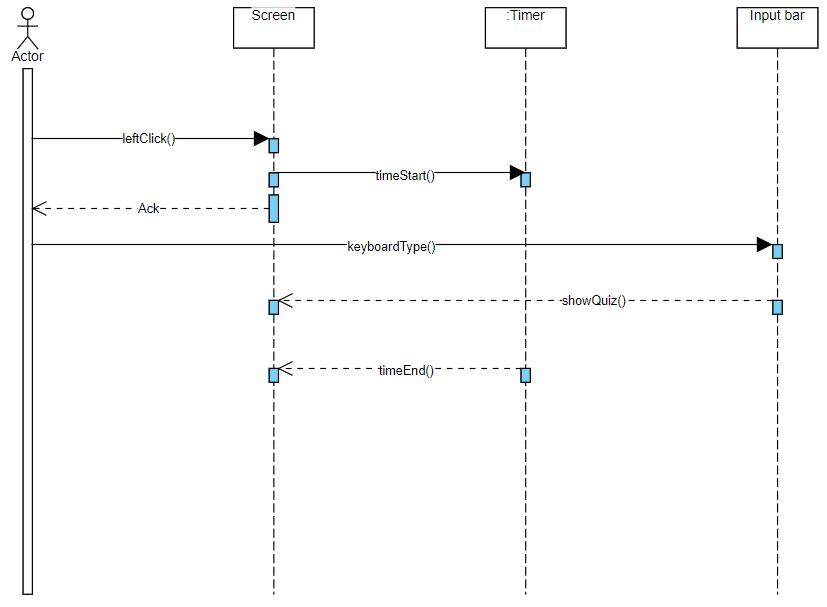 Actor
Screen
:Timer
Input bar
leftClick()
timeStart()
Ack
keyboardType()
showQuiz()
timeEnd()